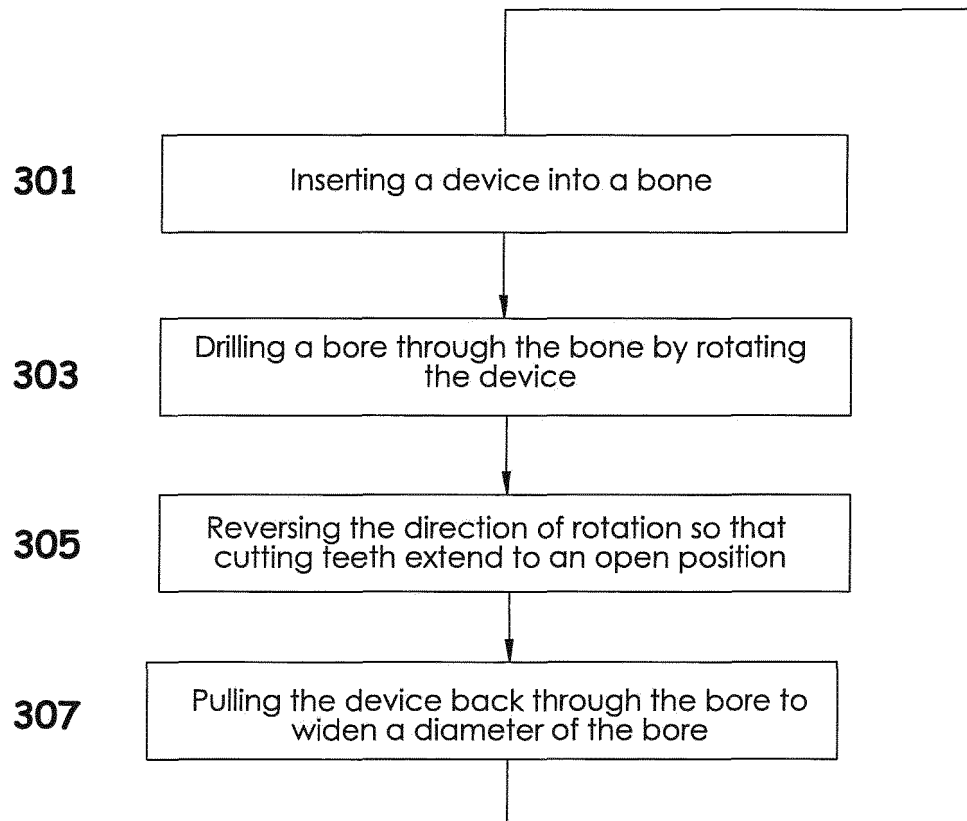 301
Inserting a device into a bone
303
Drilling a bore through the bone by rotating
the device
305
Reversing the direction of rotation so that
cutting teeth extend to an open position
307
Pulling the device back through the bore to
widen a diameter of the bore